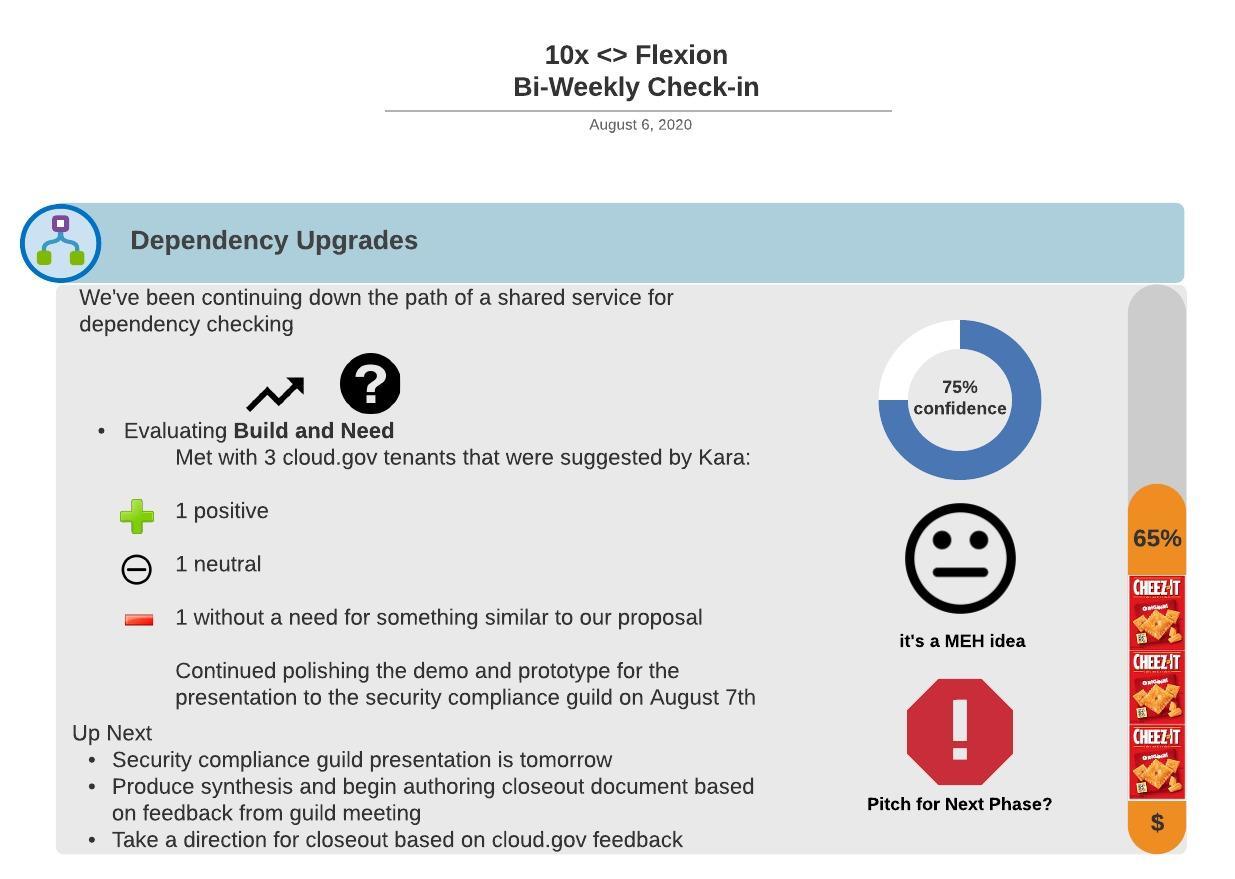 10x <> Flexion
Bi-Weekly Check-in
August 6, 2020
Dependency Upgrades
We've been continuing down the path of a shared service for
dependency checking
• Evaluating Build and Need
Met with 3 cloud.gov tenants that were suggested by Kara:
1 positive
1 neutral
1 without a need for something similar to our proposal
Continued polishing the demo and prototype for the
presentation to the security compliance guild on August 7th
Up Next
• Security compliance guild presentation is tomorrow
• Produce synthesis and begin authoring closeout document based
on feedback from guild meeting
• Take a direction for closeout based on cloud.gov feedback
75%
confidence
it's a MEH idea
Pitch for Next Phase?
65%
CHEEZ-IT
ORIGINAL
CHEEZ-IT
ORIGINAL
CHEEZ-IT
ORIGINAL
$